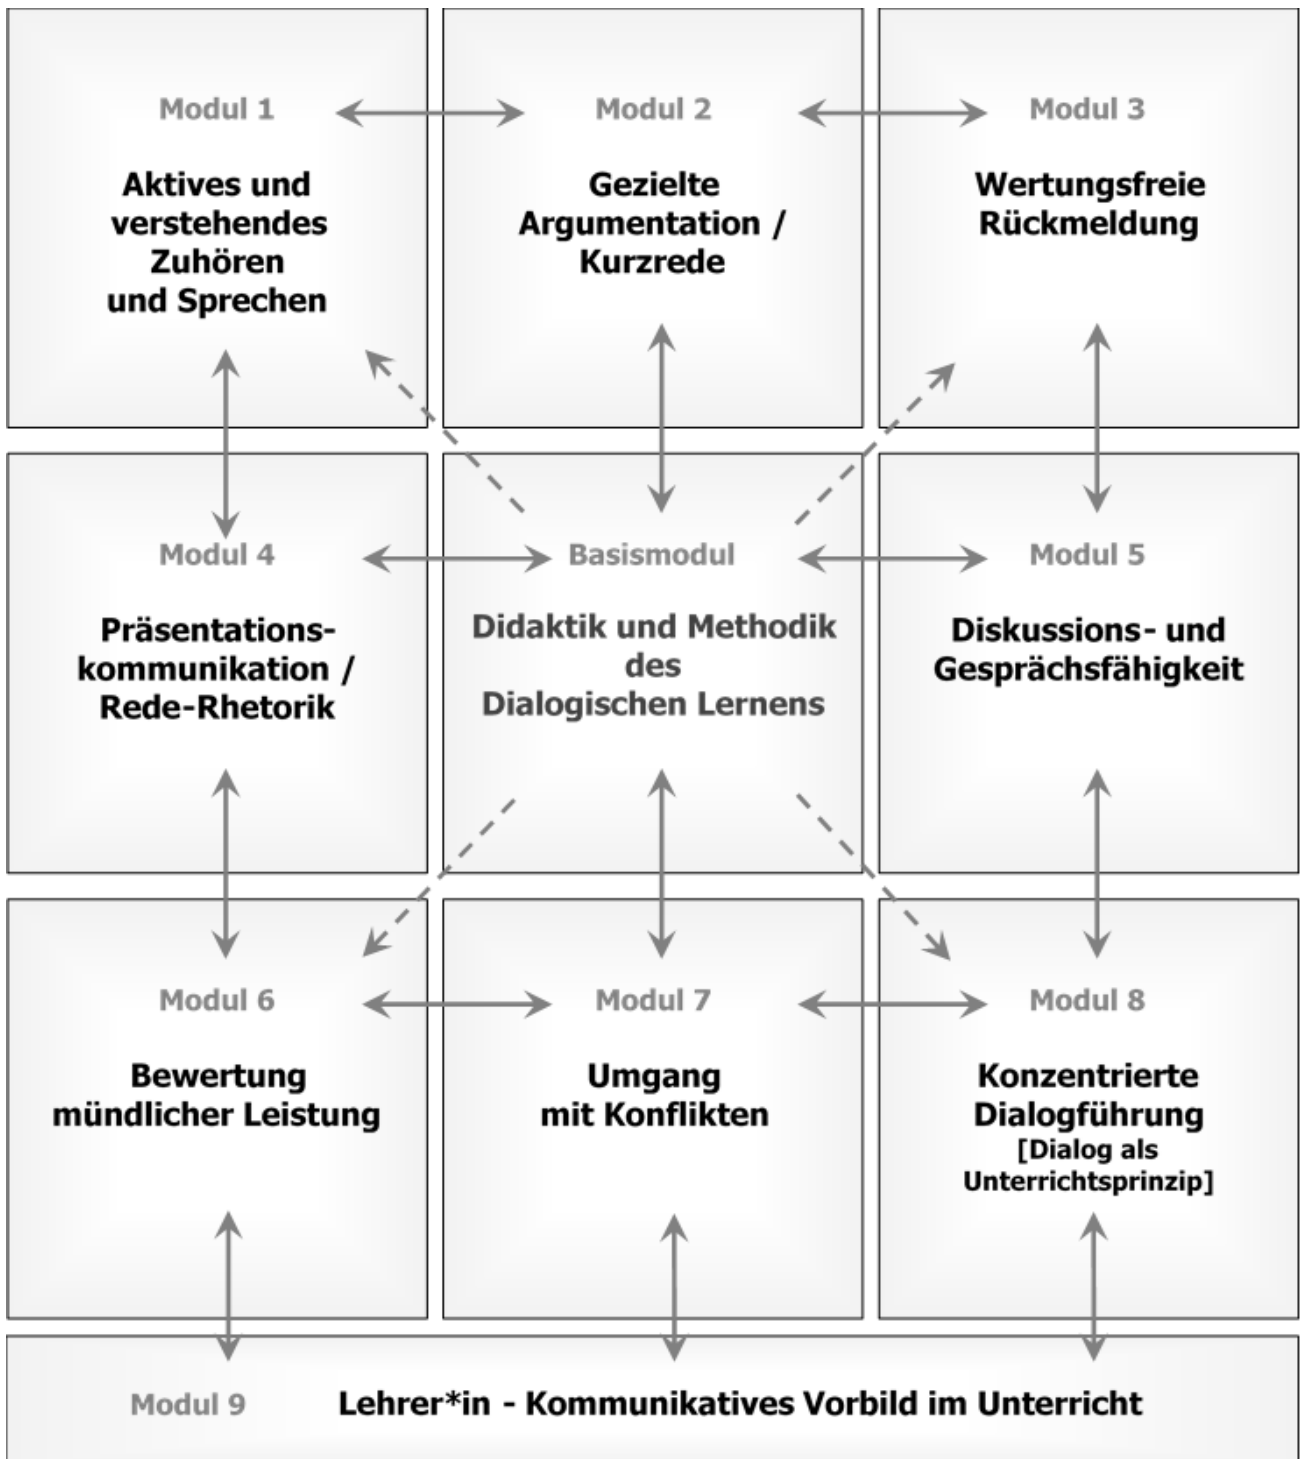 Modul 1
Aktives und
verstehendes
Zuhören
und Sprechen
Modul 2
Gezielte
Argumentation /
Kurzrede
Modul 3
Wertungsfreie
Rückmeldung
Modul 4
Präsentations-
kommunikation /
Rede-Rhetorik
Basismodul
Didaktik und Methodik
des
Dialogischen Lernens
Modul 5
Diskussions- und
Gesprächsfähigkeit
Modul 6
Bewertung
mündlicher Leistung
Modul 7
Umgang
mit Konflikten
Modul 8
Konzentrierte
Dialogführung
[Dialog als
Unterrichtsprinzip]
Modul 9 Lehrer*in - Kommunikatives Vorbild im Unterricht